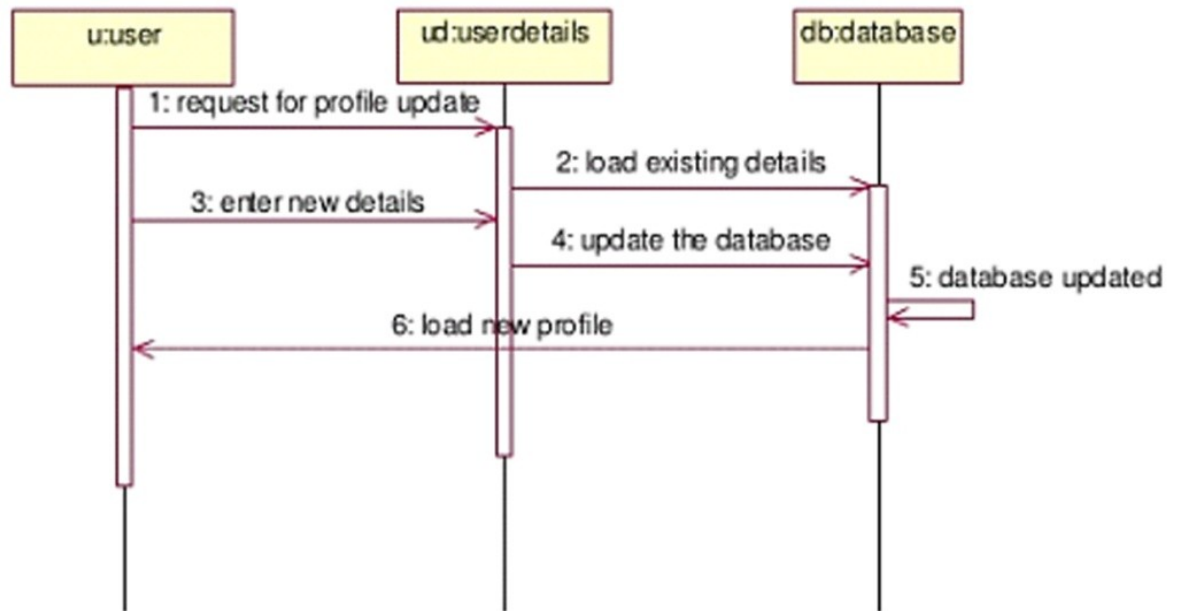 u:user
ud:userdetails
db:database
1: request for profile update
2: load existing details
3: enter new details
4: update the database
5: database updated
6: load new profile